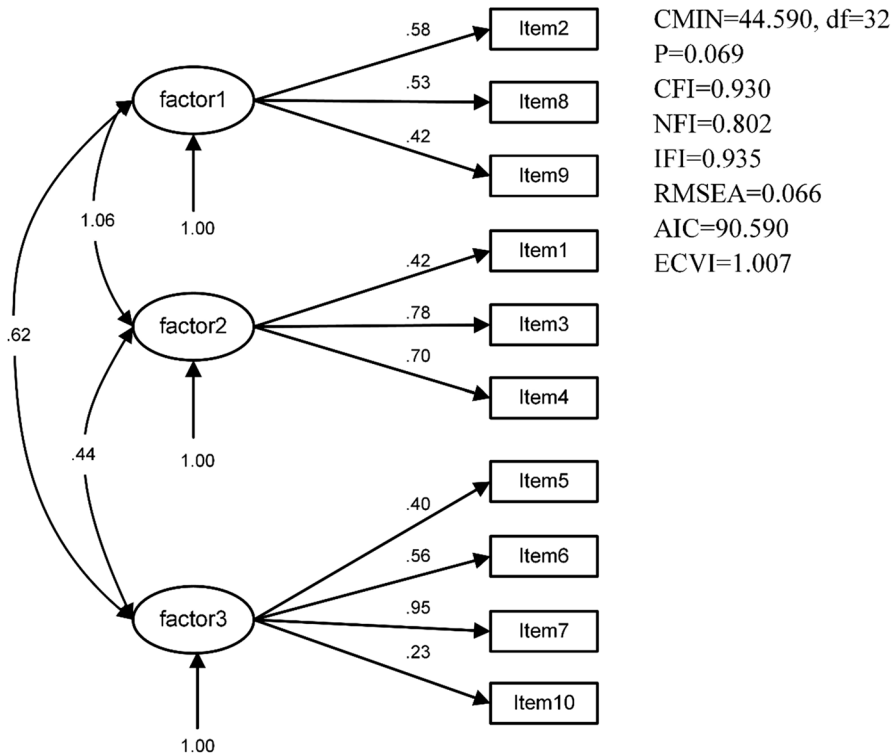 .58
Item2
CMIN=44.590, df=32
P=0.069
factor1
.53
Item8
CFI=0.930
NFI=0.802
.42
Item9
IFI=0.935
RMSEA=0.066
1.06
1.00
AIC=90.590
.42
Item1
ECVI=1.007
factor2
.78
Item3
.62
.70
Item4
.44
1.00
.40
Item5
.56
Item6
factor3
.95
Item7
.23
Item10
1.00